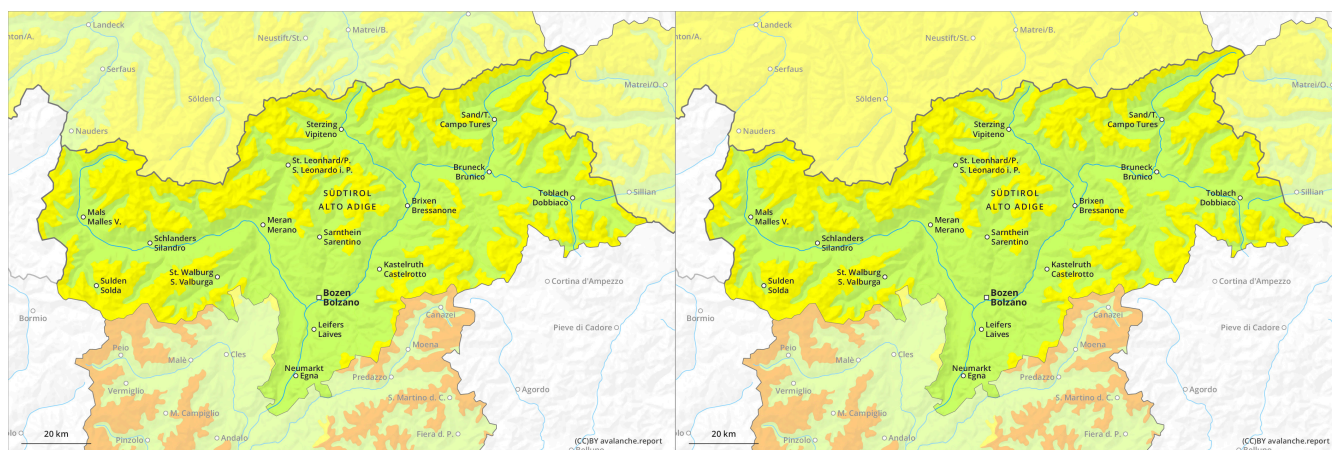 Landeck
nton/A.
Matrei/B.
Neustift/St.
Serfaus
Matrei/O.
Sölden
Nauders
Sand/T.
Campo Tures
Sterzing
Vipiteno
St. Leonhard/P.
S. Leonardo i. P.
Bruneck
Brunico
SÜDTIROL
ALTO ADIGE
Toblach
Dobbiaco
Sillian
Brixen
Bressanone
Mals
Malles V.
Meran
Merano
Schlanders
Silandro
Sarnthein
Sarentino
St. Walburg
S. Valburga
Kastelruth
Castelrotto
Sulden
Solda
Cortina d'Ampezzo
Bozen
Bolzano
Bormio
Canazei
Leifers
Laives
Pieve di Cadore
Peio
Malè
Cles
Moena
Neumarkt
Egna
Predazzo
Vermiglio
Agordo
S. Martino d. C.
M. Campiglio
20 km
Pinzolo
Andalo
Fiera d. P.
(CC)BY avalanche.report
Belluno
Landeck
nton/A.
Matrei/B.
Neustift/St.
Serfaus
Matrei/O.
Sölden
Nauders
Sand/T.
Campo Tures
Sterzing
Vipiteno
St. Leonhard/P.
S. Leonardo i. P.
Bruneck
Brunico
SÜDTIROL
ALTO ADIGE
Toblach
Dobbiaco
Sillian
Brixen
Bressanone
Mals
Malles V.
Meran
Merano
Schlanders
Silandro
Sarnthein
Sarentino
St. Walburg
S. Valburga
Kastelruth
Castelrotto
Sulden
Solda
Cortina d'Ampezzo
Bozen
Bolzano
Bormio
Canazei
Leifers
Laives
Pieve di Cadore
Peio
Malè
Cles
Moena
Neumarkt
Egna
Predazzo
Vermiglio
Agordo
S. Martino d. C.
M. Campiglio
20 km
Pinzolo
Andalo
Fiera d. P.
(CC)BY avalanche.report